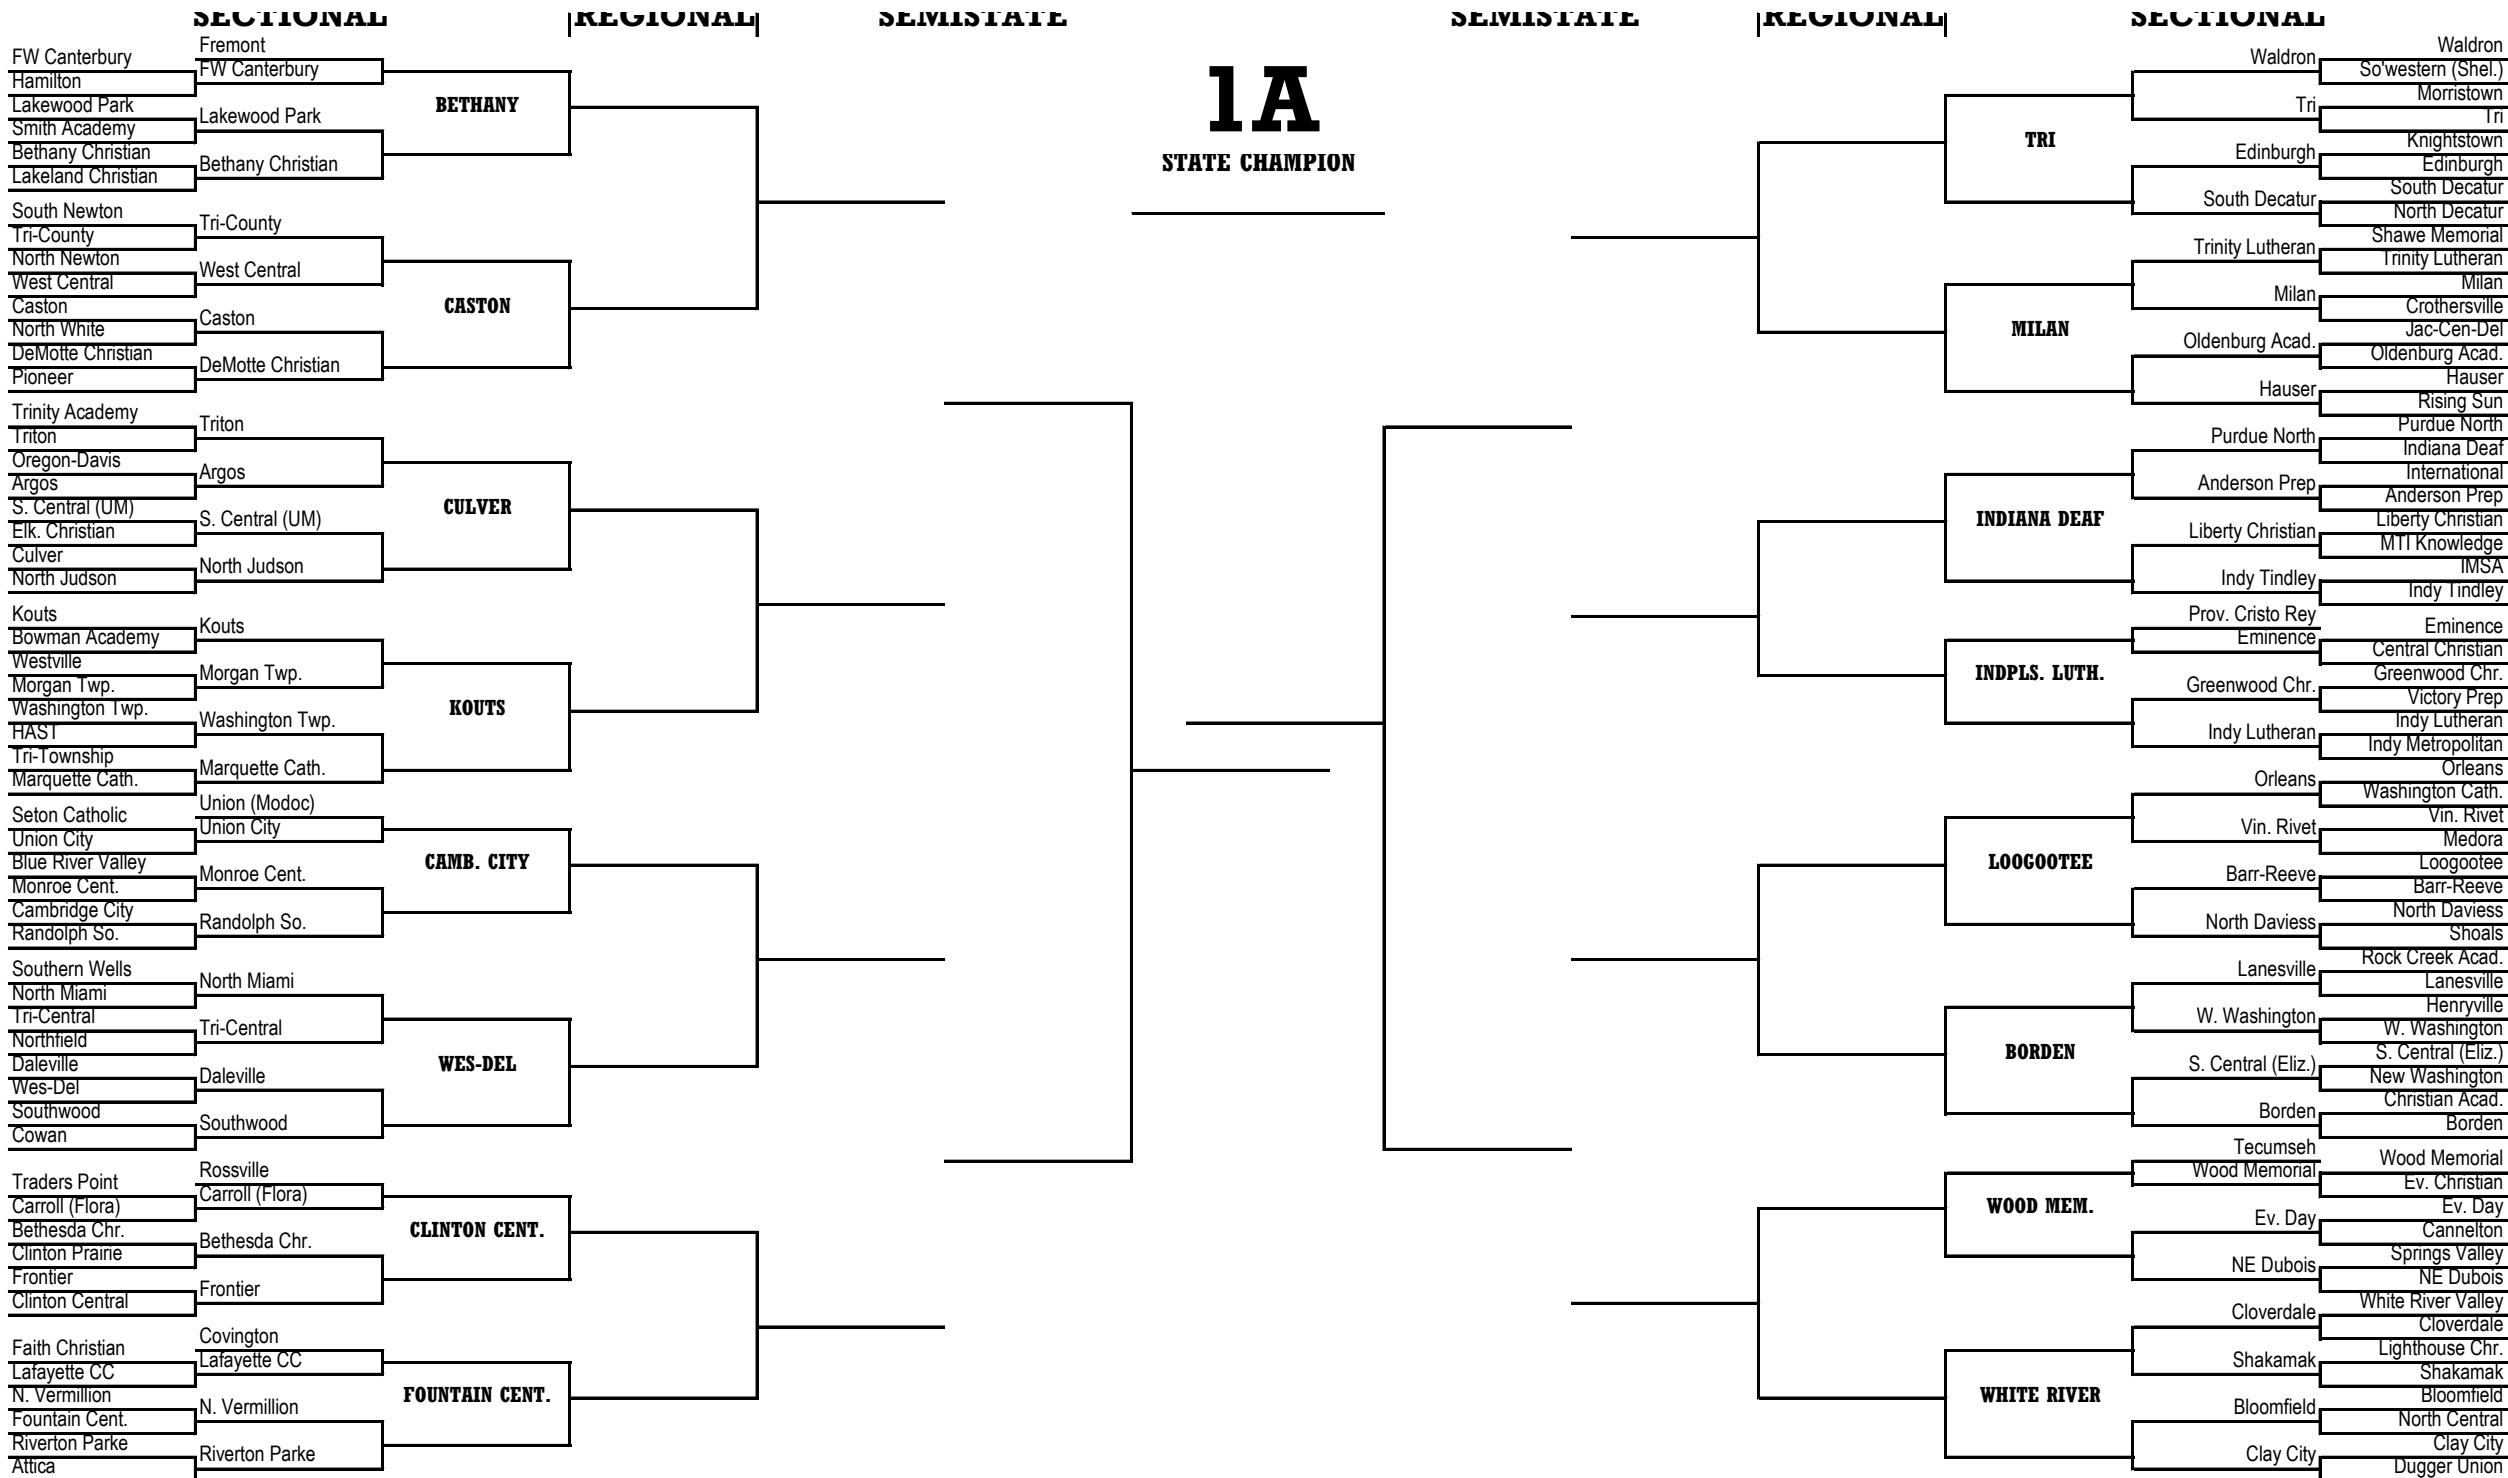 SECTIONAL
REGIONAL
SEMISTATE
SEMISTATE
REGIONAL
SECTIONAL
1A
STATE CHAMPION
FW Canterbury
Hamilton
Lakewood Park
Smith Academy
Bethany Christian
Lakeland Christian
Fremont
FW Canterbury
Lakewood Park
Bethany Christian
BETHANY
South Newton
Tri-County
North Newton
West Central
Caston
North White
DeMotte Christian
Pioneer
Tri-County
West Central
Caston
DeMotte Christian
CASTON
Trinity Academy
Triton
Oregon-Davis
Argos
S. Central (UM)
Elk. Christian
Culver
North Judson
Triton
Argos
S. Central (UM)
North Judson
CULVER
Kouts
Bowman Academy
Westville
Morgan Twp.
Washington Twp.
HAST
Tri-Township
Marquette Cath.
Kouts
Morgan Twp.
Washington Twp.
Marquette Cath.
KOUTS
Seton Catholic
Union City
Blue River Valley
Monroe Cent.
Cambridge City
Randolph So.
Union (Modoc)
Union City
Monroe Cent.
Randolph So.
CAMB. CITY
Southern Wells
North Miami
Tri-Central
Northfield
Daleville
Wes-Del
Southwood
Cowan
North Miami
Tri-Central
Daleville
Southwood
WES-DEL
Traders Point
Carroll (Flora)
Bethesda Chr.
Clinton Prairie
Frontier
Clinton Central
Rossville
Carroll (Flora)
Bethesda Chr.
Frontier
CLINTON CENT.
Faith Christian
Lafayette CC
N. Vermillion
Fountain Cent.
Riverton Parke
Attica
Covington
Lafayette CC
N. Vermillion
Riverton Parke
FOUNTAIN CENT.
TRI
Waldron
Tri
Edinburgh
South Decatur
Waldron
So'western (Shel.)
Morristown
Tri
Knightstown
Edinburgh
South Decatur
North Decatur
MILAN
Trinity Lutheran
Milan
Oldenburg Acad.
Hauser
Shawe Memorial
Trinity Lutheran
Milan
Crothersville
Jac-Cen-Del
Oldenburg Acad.
Hauser
Rising Sun
INDIANA DEAF
Purdue North
Anderson Prep
Liberty Christian
Indy Tindley
Purdue North
Indiana Deaf
International
Anderson Prep
Liberty Christian
MTI Knowledge
IMSA
Indy Tindley
INDPLS. LUTH.
Prov. Cristo Rey
Eminence
Greenwood Chr.
Indy Lutheran
Eminence
Central Christian
Greenwood Chr.
Victory Prep
Indy Lutheran
Indy Metropolitan
LOOGOOTEE
Orleans
Vin. Rivet
Barr-Reeve
North Daviess
Orleans
Washington Cath.
Vin. Rivet
Medora
Loogootee
Barr-Reeve
North Daviess
Shoals
BORDEN
Lanesville
W. Washington
S. Central (Eliz.)
Borden
Rock Creek Acad.
Lanesville
Henryville
W. Washington
S. Central (Eliz.)
New Washington
Christian Acad.
Borden
WOOD MEM.
Tecumseh
Wood Memorial
Ev. Day
NE Dubois
Wood Memorial
Ev. Christian
Ev. Day
Cannelton
Springs Valley
NE Dubois
WHITE RIVER
Cloverdale
Shakamak
Bloomfield
Clay City
White River Valley
Cloverdale
Lighthouse Chr.
Shakamak
Bloomfield
North Central
Clay City
Dugger Union